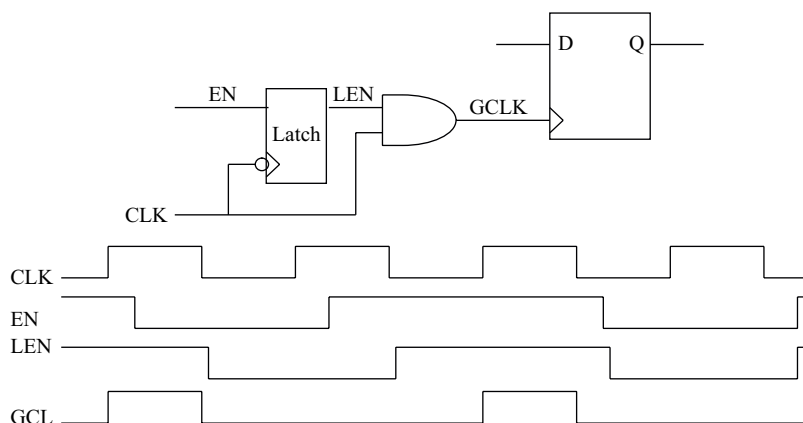 D Q
EN LEN GCLK
Latch
CLK
CLK
EN
LEN
GCL